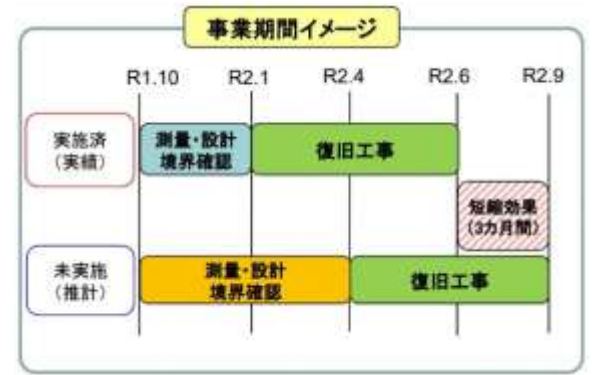 事業期間イメージ
R1.10 R2.1 R2.4 R2.6 R2.9
実施済
(実績)
測量・設計
境界確認
復旧工事
短縮効果
(3カ月間)
未実施
(推計)
測量・設計
境界確認
復旧工事